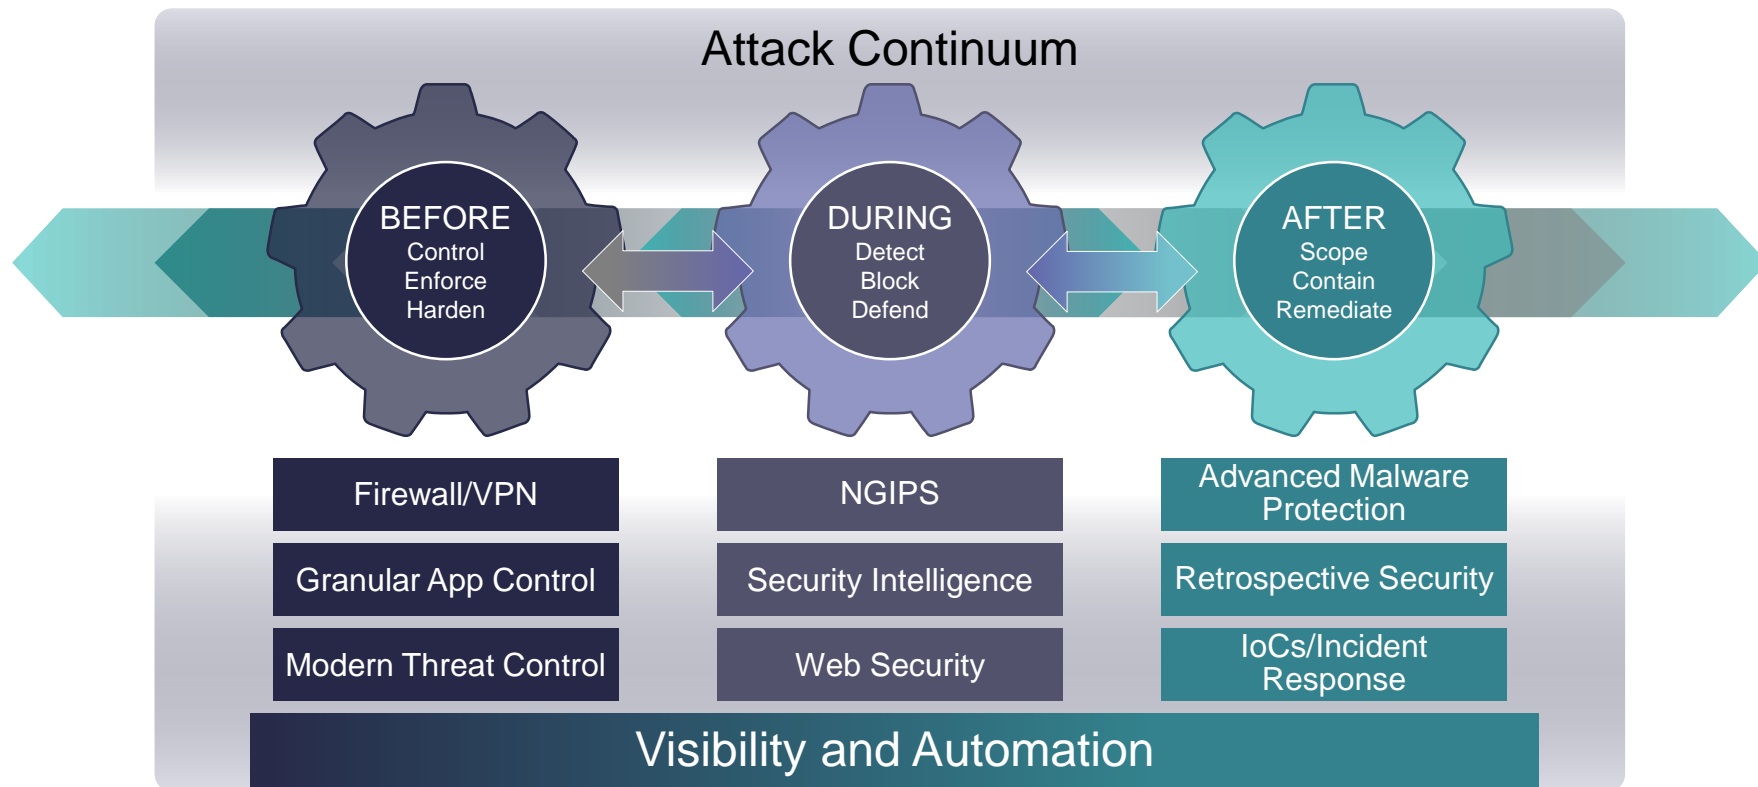 Attack Continuum
BEFORE
Control
Enforce
Harden
DURING
Detect
Block
Defend
AFTER
Scope
Contain
Remediate
Firewall/VPN
Granular App Control
Modern Threat Control
NGIPS
Security Intelligence
Web Security
Advanced Malware
Protection
Retrospective Security
IoCs/Incident
Response
Visibility and Automation